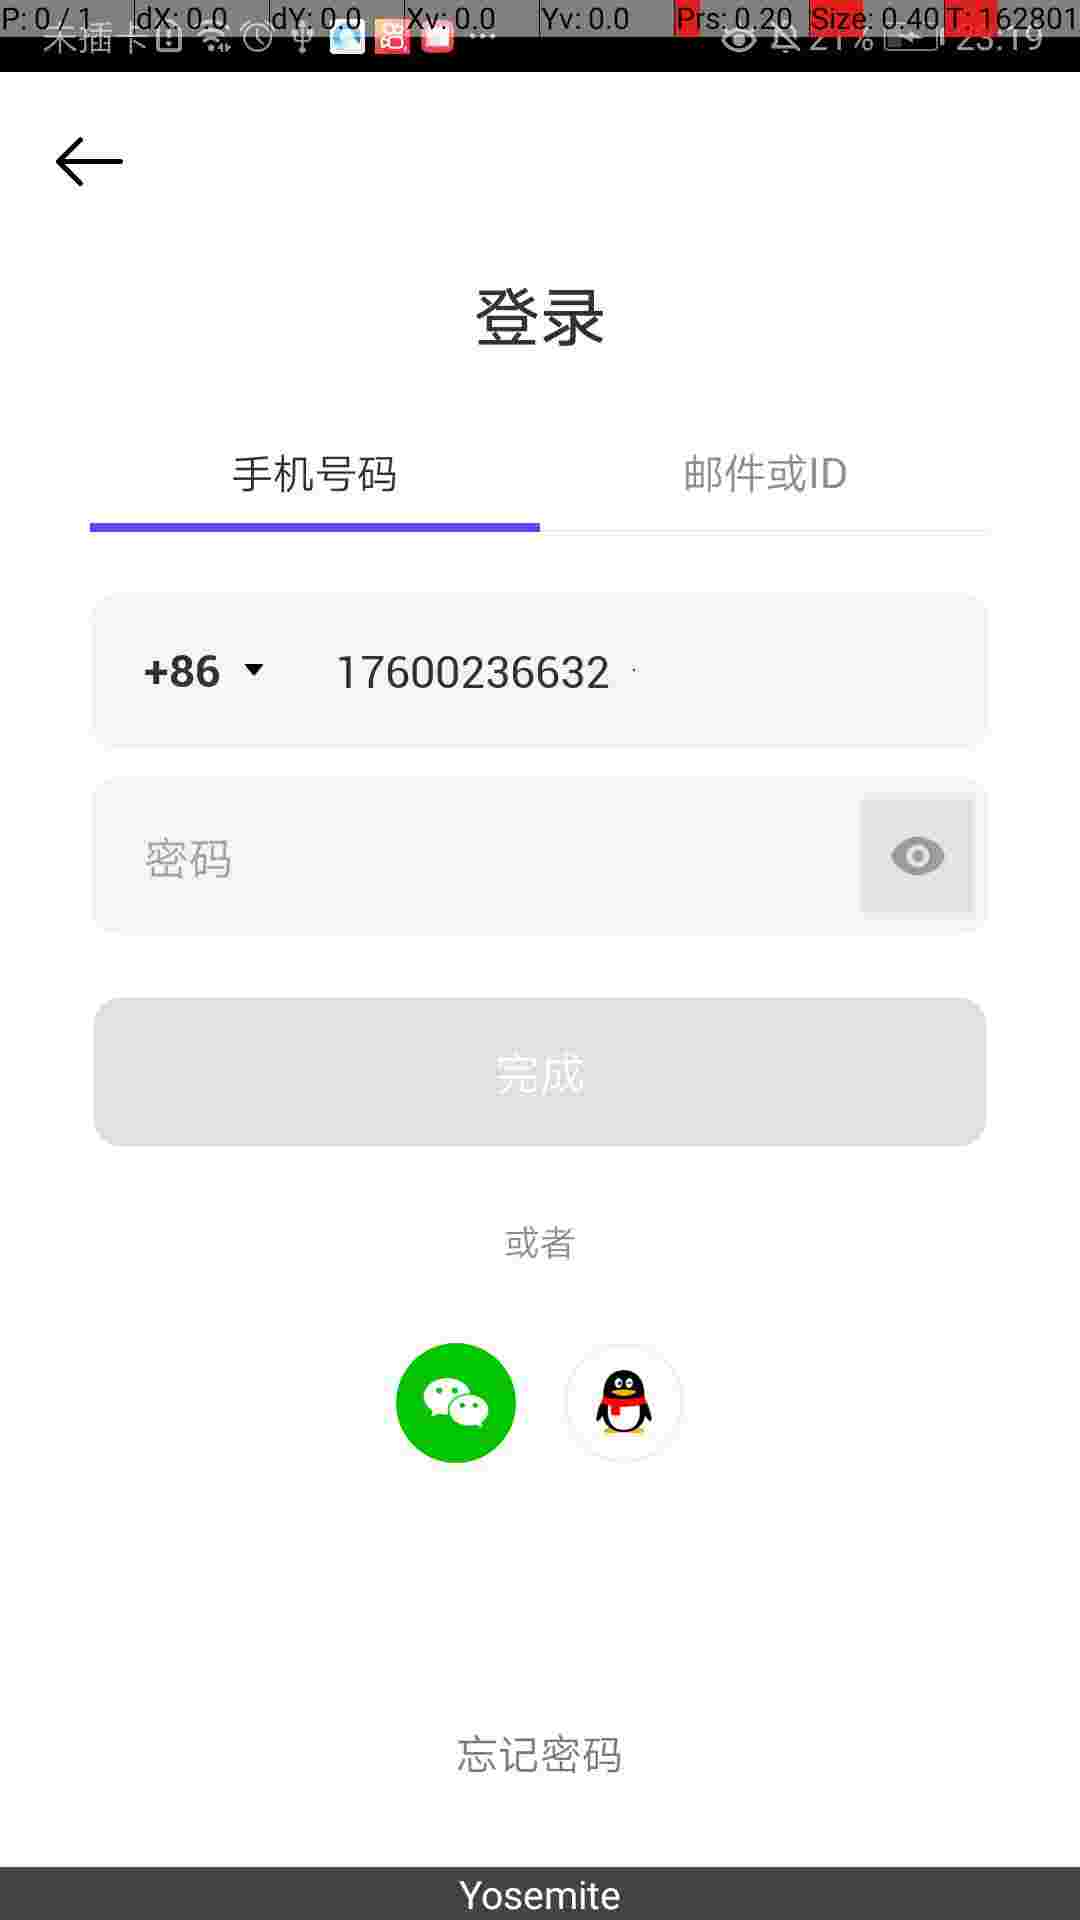 P: 0 / 1 dX: 0.0 dY: 0.0 Xv: 0.0 Yv: 0.0 Prs: 0.20 Size: 0.40 T: 162801
未插卡 21% 23:19
登录
手机号码 邮件或ID
+86 17600236632
密码
完成
或者
忘记密码
Yosemite